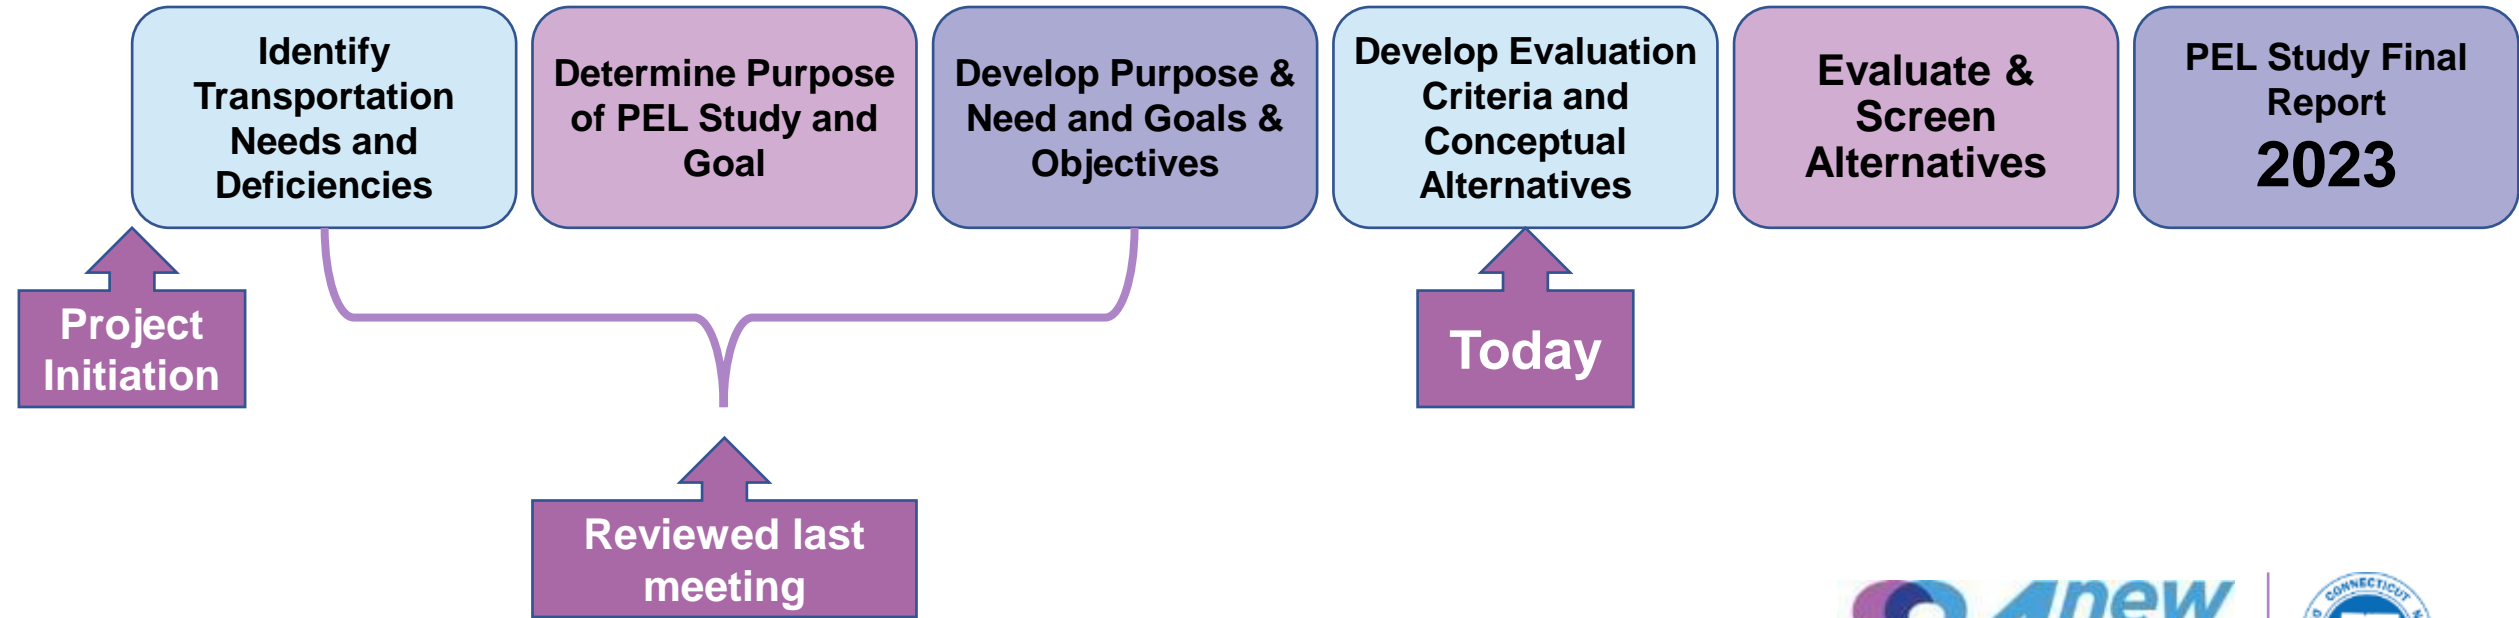 Identify
Transportation
Needs and
Deficiencies
Determine Purpose
of PEL Study and
Goal
Develop Purpose &
Need and Goals &
Objectives
Develop Evaluation
Criteria and
Conceptual
Alternatives
Evaluate &
Screen
Alternatives
PEL Study Final
Report
2023
Project
Initiation
Today
Reviewed last
meeting
Anew
CONNECTICUT